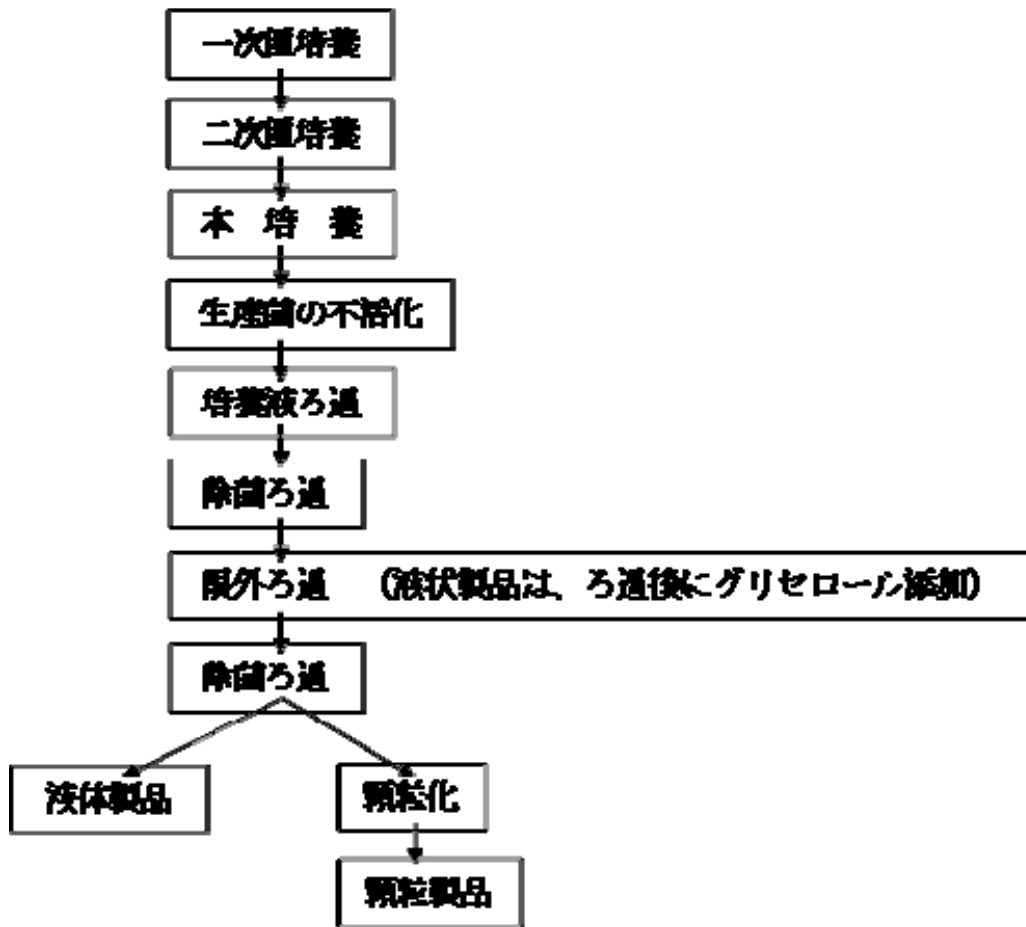 一次種培養
二次種培養
本　培　養
生産菌の不活化
培養液ろ過
除菌ろ過
限外ろ過　（液状製品は、ろ過後にグリセロール添加）
除菌ろ過
液体製品
顆粒化
顆粒製品